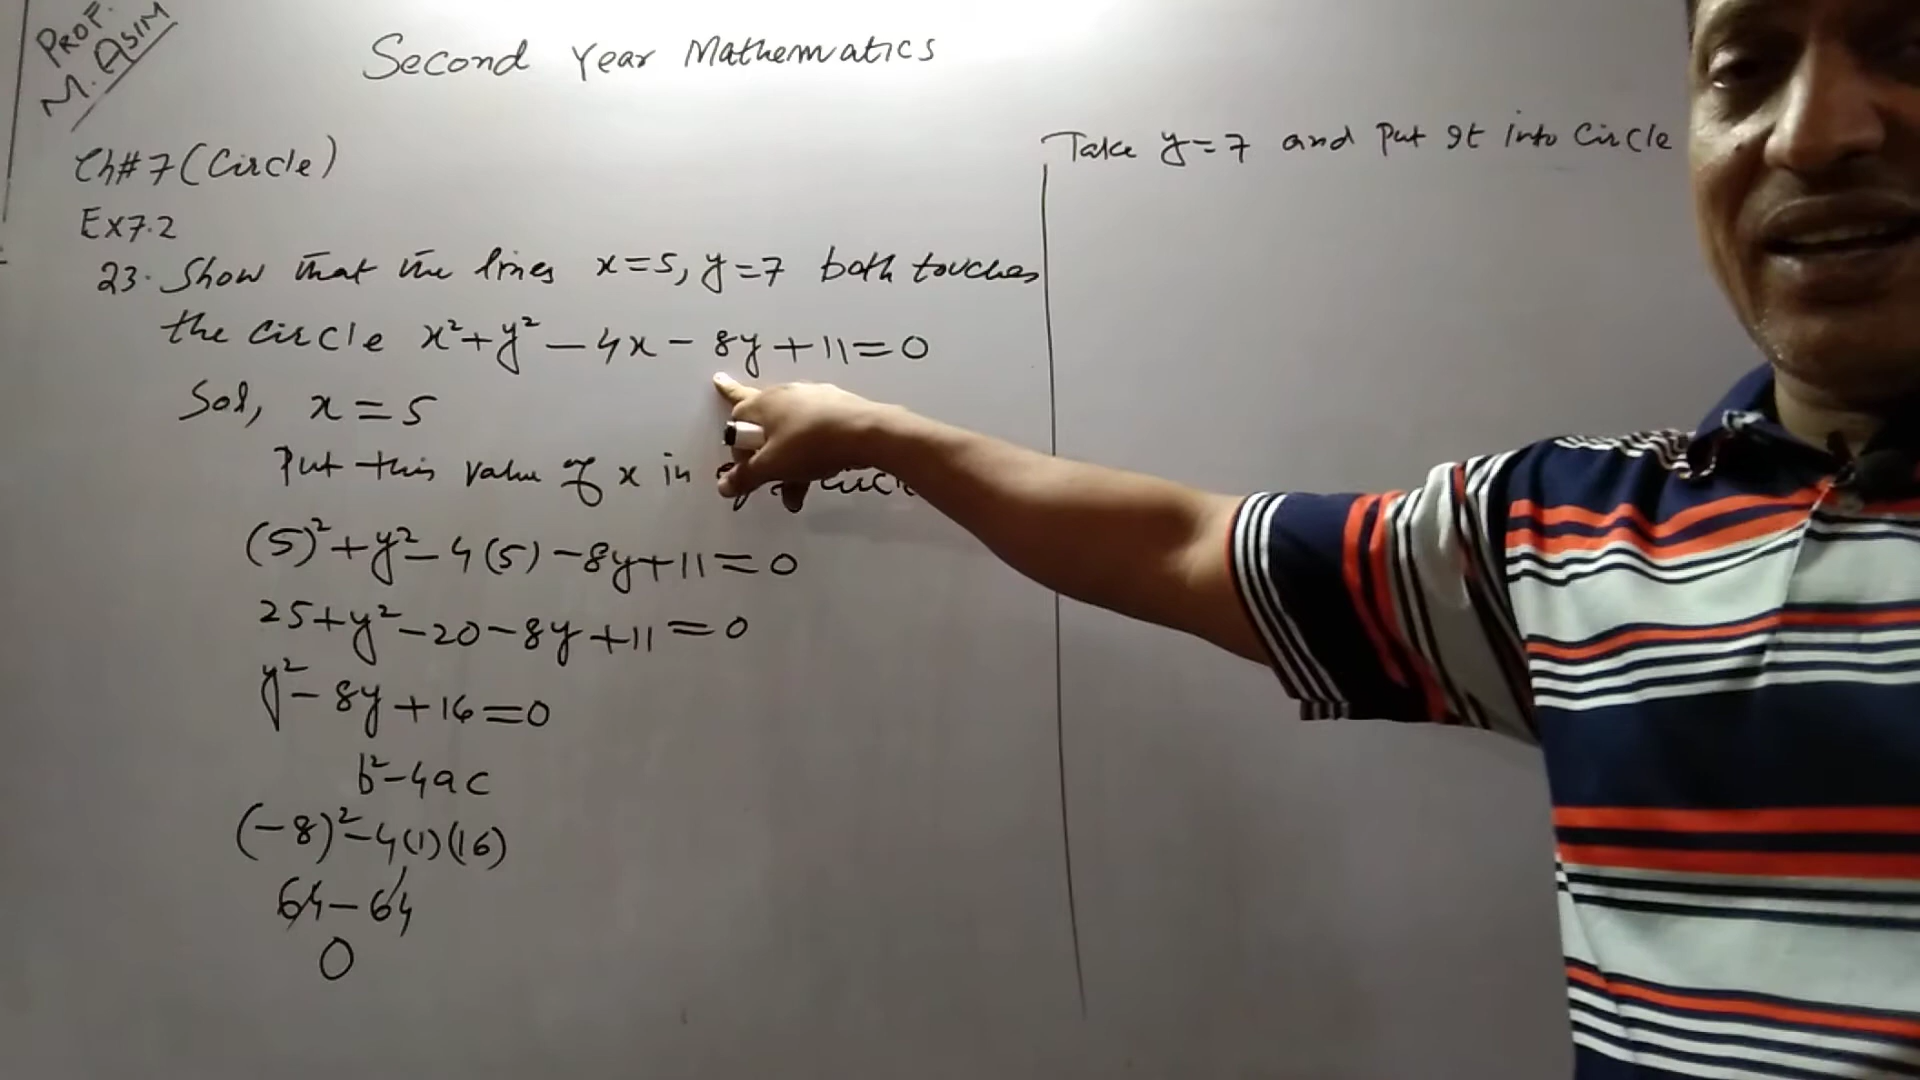 PROF.
M. ASIM
Second Year Mathematics
Ch# 7 (Circle)
Ex7.2
23. Show that the lines x=5, y=7 both touches
the circle x²+y²-4x-8y+11=0
Sol, x=5
Put this value of x in
(5)²+y²-4(5)-8y+11=0
25+y²-20-8y+11=0
y²-8y+16=0
b²-4ac
(-8)²-4(1)(16)
64-64
0
Take y=7 and put it into circle